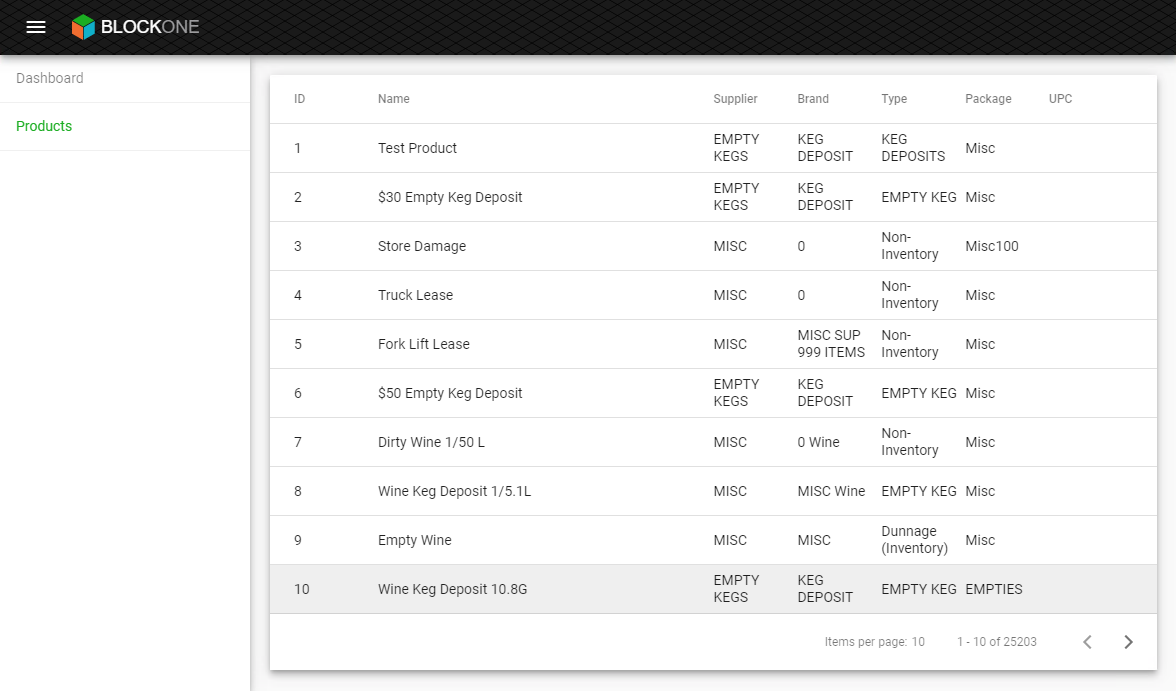 BLOCKONE
Dashboard
Products
ID Name Supplier Brand Type Package UPC
1 Test Product EMPTY KEGS KEG DEPOSIT KEG DEPOSITS Misc
2 $30 Empty Keg Deposit EMPTY KEGS KEG DEPOSIT EMPTY KEG Misc
3 Store Damage MISC 0 Non-Inventory Misc100
4 Truck Lease MISC 0 Non-Inventory Misc
5 Fork Lift Lease MISC MISC SUP 999 ITEMS Non-Inventory Misc
6 $50 Empty Keg Deposit EMPTY KEGS KEG DEPOSIT EMPTY KEG Misc
7 Dirty Wine 1/50 L MISC 0 Wine Non-Inventory Misc
8 Wine Keg Deposit 1/5.1L MISC MISC Wine EMPTY KEG Misc
9 Empty Wine MISC MISC Dunnage (Inventory) Misc
10 Wine Keg Deposit 10.8G EMPTY KEGS KEG DEPOSIT EMPTY KEG EMPTIES
Items per page: 10 1 - 10 of 25203